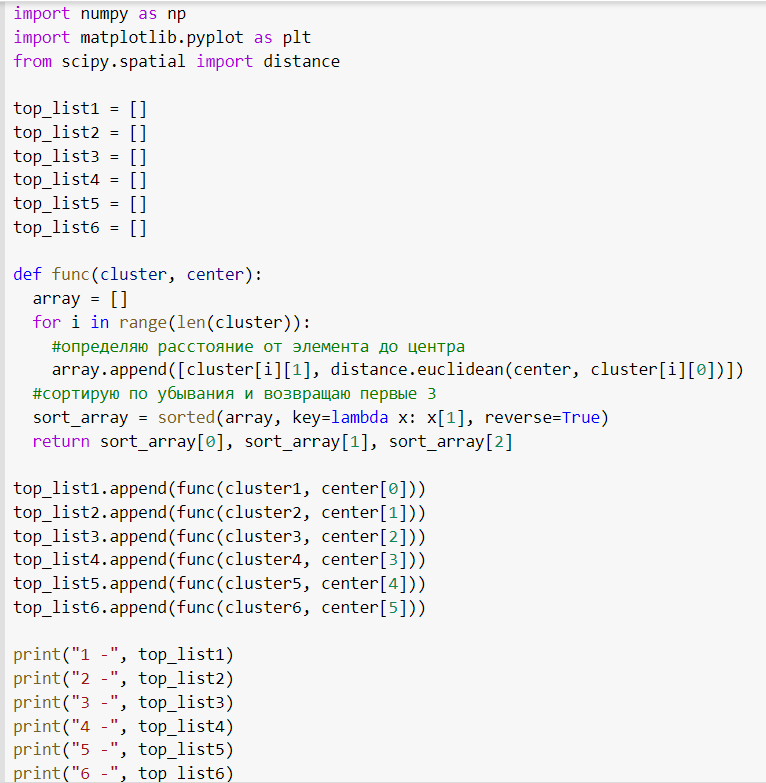 import numpy as np
import matplotlib.pyplot as plt
from scipy.spatial import distance

top_list1 = []
top_list2 = []
top_list3 = []
top_list4 = []
top_list5 = []
top_list6 = []

def func(cluster, center):
  array = []
  for i in range(len(cluster)):
    #определяю расстояние от элемента до центра
    array.append([cluster[i][1], distance.euclidean(center, cluster[i][0])])
  #сортирую по убывания и возвращаю первые 3
  sort_array = sorted(array, key=lambda x: x[1], reverse=True)
  return sort_array[0], sort_array[1], sort_array[2]

top_list1.append(func(cluster1, center[0]))
top_list2.append(func(cluster2, center[1]))
top_list3.append(func(cluster3, center[2]))
top_list4.append(func(cluster4, center[3]))
top_list5.append(func(cluster5, center[4]))
top_list6.append(func(cluster6, center[5]))

print("1 -", top_list1)
print("2 -", top_list2)
print("3 -", top_list3)
print("4 -", top_list4)
print("5 -", top_list5)
print("6 -", top_list6)